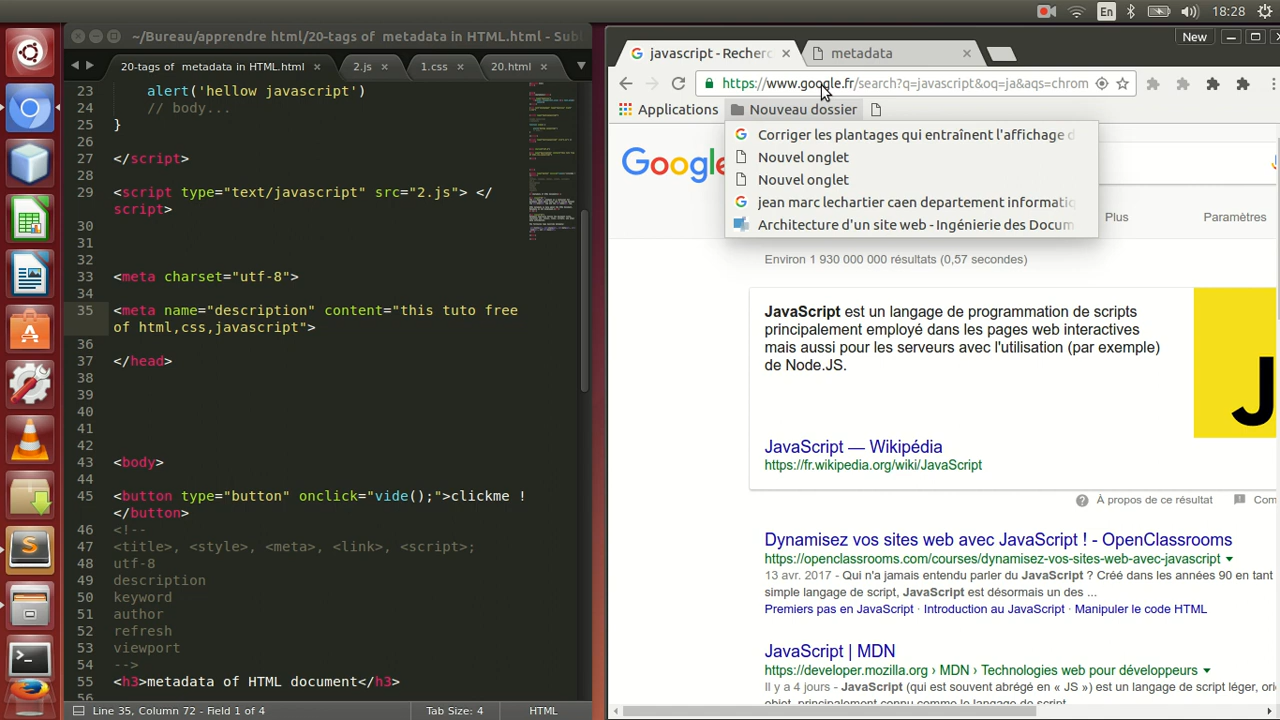 En
18:28
~/Bureau/apprendre html/20-tags of  metadata in HTML.html - Subl
20-tags of  metadata in HTML.html
2.js
1.css
20.html
23 alert('hellow javascript')
24 // body...
25 }
26
27 </script>
28
29 <script type="text/javascript" src="2.js"> </
script>
30
31
32
33 <meta charset="utf-8">
34
35 <meta name="description" content="this tuto free
of html,css,javascript">
36
37 </head>
38
39
40
41
42
43 <body>
44
45 <button type="button" onclick="vide();">clickme !
</button>
46 <!--
47 <title>, <style>, <meta>, <link>, <script>;
48 utf-8
49 description
50 keyword
51 author
52 refresh
53 viewport
54 -->
55 <h3>metadata of HTML document</h3>
56
Line 35, Column 72 - Field 1 of 4
Tab Size: 4
HTML
New
javascript - Recherc
metadata
https://www.google.fr/search?q=javascript&oq=ja&aqs=chrom
Applications
Nouveau dossier
Corriger les plantages qui entraînent l'affichage d
Nouvel onglet
Nouvel onglet
jean marc lechartier caen departement informatiq
Architecture d'un site web - Ingénierie des Docum
Google
Plus
Paramètres
Environ 1 930 000 000 résultats (0,57 secondes)
JavaScript est un langage de programmation de scripts
principalement employé dans les pages web interactives
mais aussi pour les serveurs avec l'utilisation (par exemple)
de Node.JS.
J
JavaScript — Wikipédia
https://fr.wikipedia.org/wiki/JavaScript
À propos de ce résultat
Com
Dynamisez vos sites web avec JavaScript ! - OpenClassrooms
https://openclassrooms.com/courses/dynamisez-vos-sites-web-avec-javascript
13 avr. 2017 - Qui n'a jamais entendu parler du JavaScript ? Créé dans les années 90 en tant
simple langage de script, JavaScript est désormais un des ...
Premiers pas en JavaScript · Introduction au JavaScript · Manipuler le code HTML
JavaScript | MDN
https://developer.mozilla.org › MDN › Technologies web pour développeurs
Il y a 4 jours - JavaScript (qui est souvent abrégé en « JS ») est un langage de script léger, orie